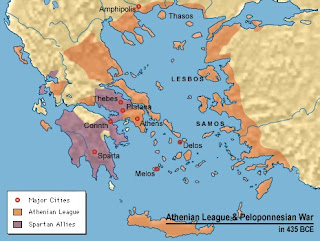 Amphipolis
Thasos
LESBOS
Thebes
Plataea
Corinth
Athens
SAMOS
Sparta
Delos
Melos
Major Cities
Athenian League
Spartan Allies
Athenian League & Peloponnesian War
in 435 BCE